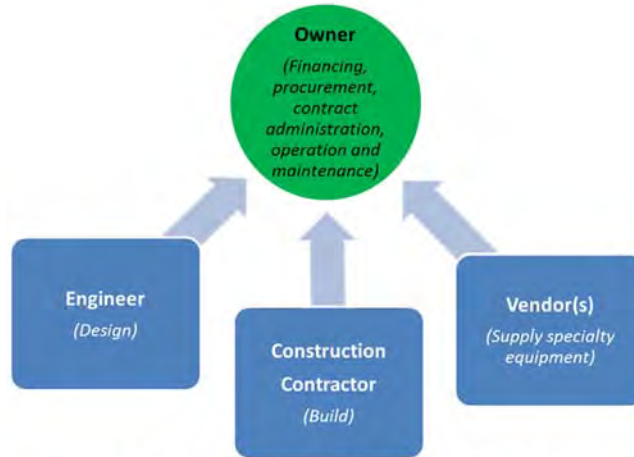 Owner
(Financing,
procurement,
contract
administration,
operation and
maintenance)
Engineer
(Design)
Construction
Contractor
(Build)
Vendor(s)
(Supply specialty
equipment)